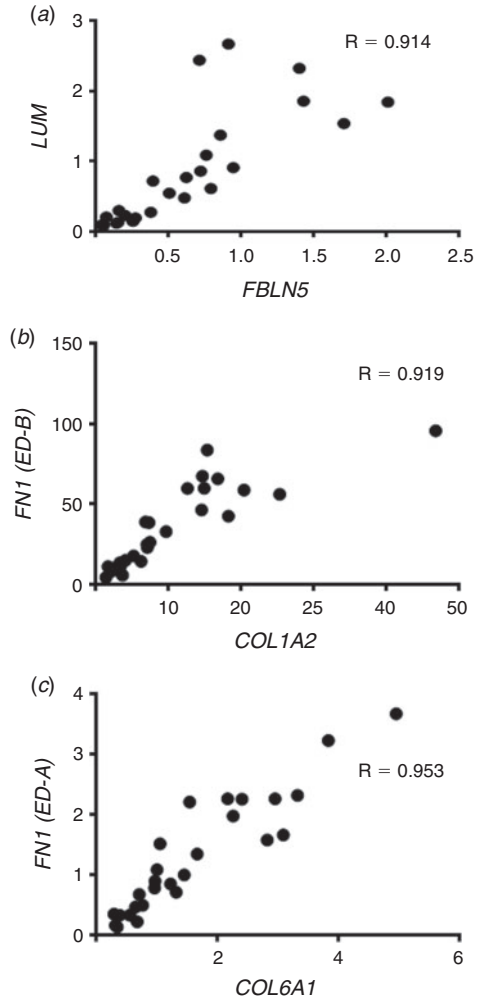 (a)
3
R = 0.914
2
LUM
1
0
0.5 1.0 1.5 2.0 2.5
FBLN5
(b)
150
R = 0.919
100
FN1 (ED-B)
50
0
10 20 25 40 50
COL1A2
(c)
4
3
R = 0.953
FN1 (ED-A)
2
1
0
2 4 6
COL6A1